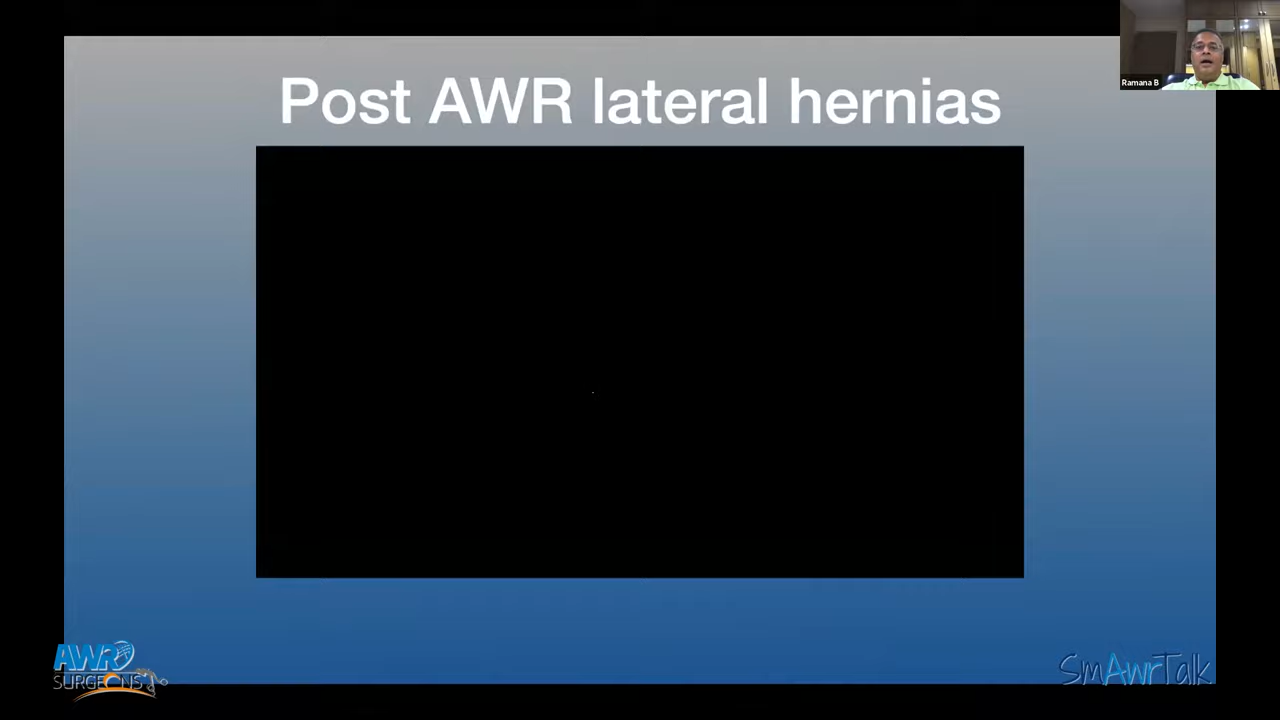 Ramana B
Post AWR lateral hernias
AWR
SURGEONS
SmAwrTalk